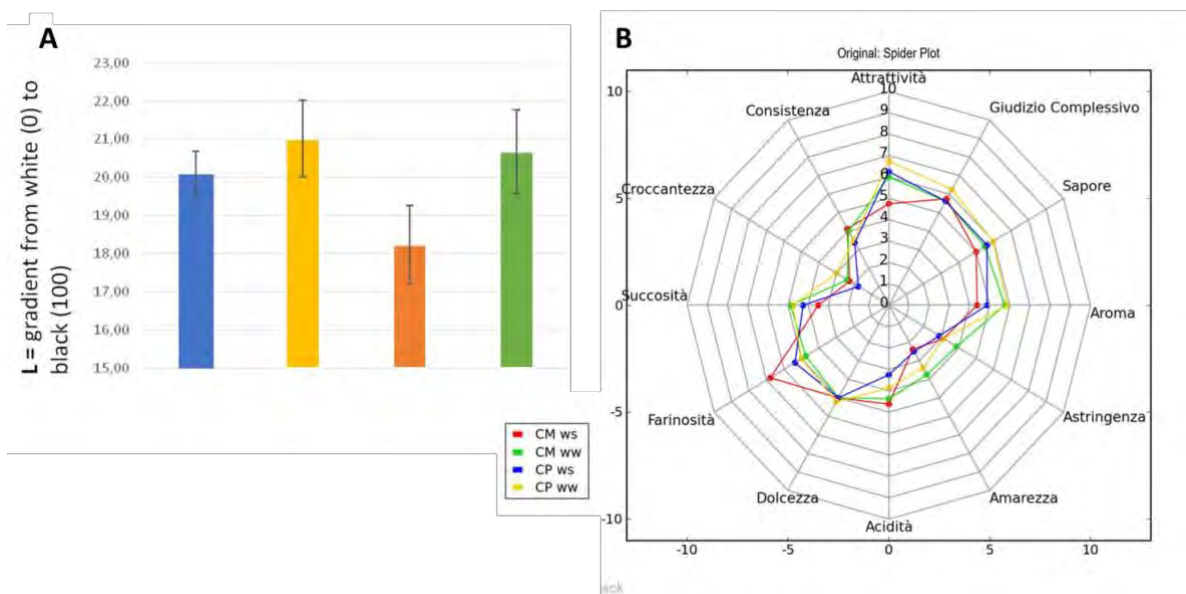 A
23,00
22,00
21,00
20,00
19,00
18,00
17,00
16,00
15,00
L = gradient from white (0) to
black (100)
CM ws
CM ww
CP ws
CP ww
B
Original: Spider Plot
Attrattività
Giudizio Complessivo
Sapore
Aroma
Astringenza
Amarezza
Acidità
Dolcezza
Farinosità
Succosità
Croccantezza
Consistenza
10
9
8
7
6
5
4
3
2
1
0
10
5
0
-5
-10
-10
-5
0
5
10